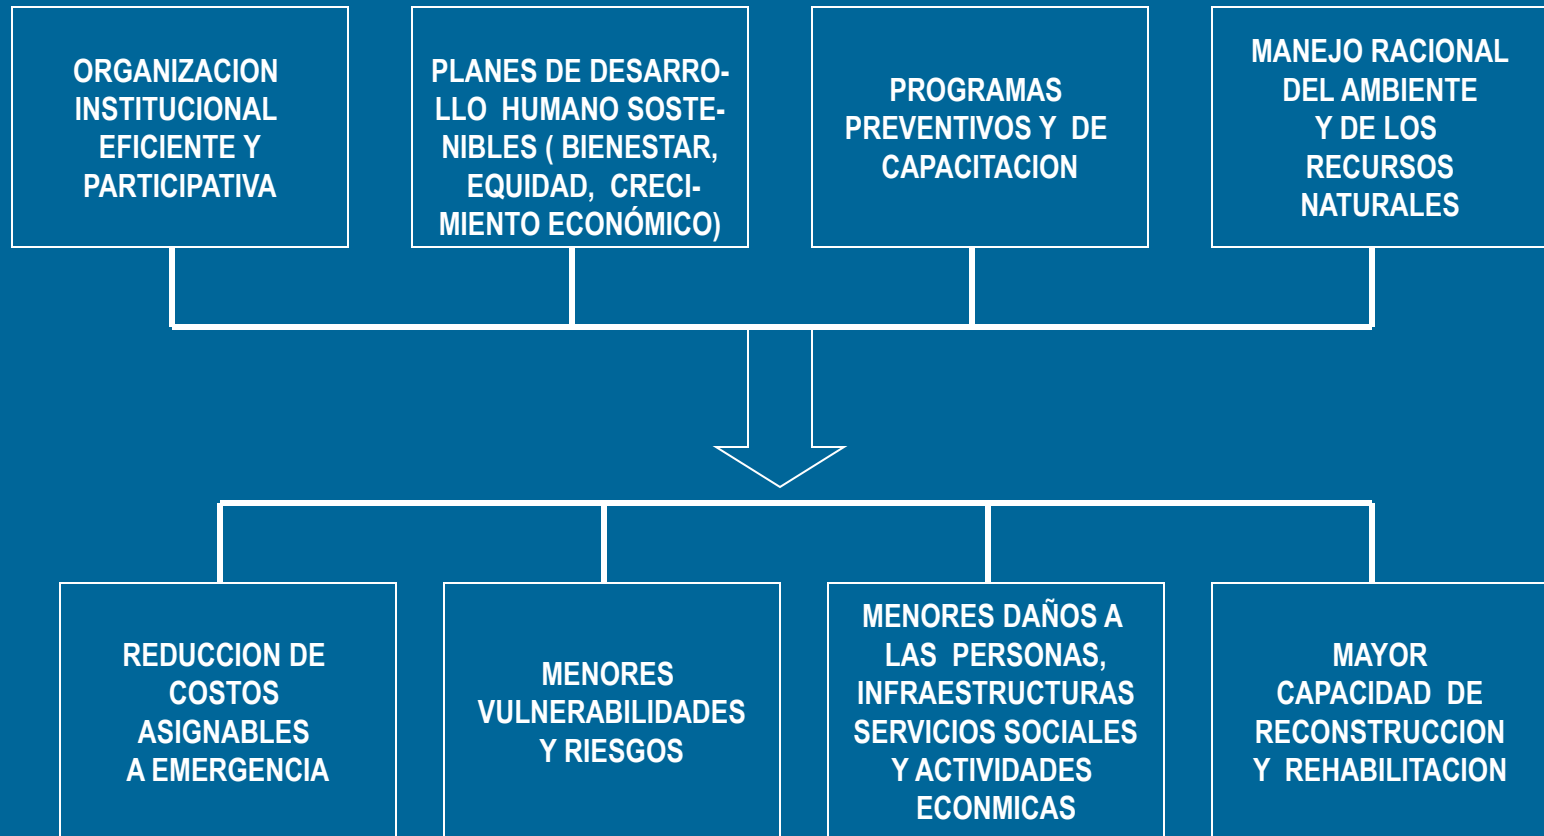 ORGANIZACION
INSTITUCIONAL
EFICIENTE Y
PARTICIPATIVA
PLANES DE DESARRO-
LLO HUMANO SOSTE-
NIBLES ( BIENESTAR,
EQUIDAD, CRECI-
MIENTO ECONÓMICO)
PROGRAMAS
PREVENTIVOS Y DE
CAPACITACION
MANEJO RACIONAL
DEL AMBIENTE
Y DE LOS
RECURSOS
NATURALES
REDUCCION DE
COSTOS
ASIGNABLES
A EMERGENCIA
MENORES
VULNERABILIDADES
Y RIESGOS
MENORES DAÑOS A
LAS PERSONAS,
INFRAESTRUCTURAS
SERVICIOS SOCIALES
Y ACTIVIDADES
ECONMICAS
MAYOR
CAPACIDAD DE
RECONSTRUCCION
Y REHABILITACION